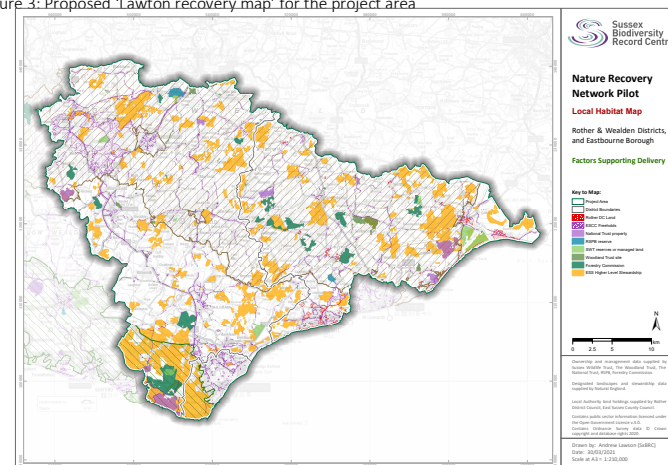 ure 3: Proposed 'Lawton recovery map' for the project area
Sussex
Biodiversity
Record Centr
Nature Recovery
Network Pilot
Local Habitat Map
Rother & Wealden Districts,
and Eastbourne Borough
Factors Supporting Delivery
Key to Map:
Project Area
District Boundaries
Rother DC Land
ESCC Freeholds
National Trust property
RSPB reserve
SWT reserves or managed land
Woodland Trust site
Forestry Commission
ESS Higher Level Stewardship
N
0 2.5 5 10
km
Ownership and management data supplied by
Sussex Wildlife Trust, The Woodland Trust, The
National Trust, RSPB, Forestry Commission.
Designated landscapes and stewardship data
supplied by Natural England.
Local Authority land holdings supplied by Rother
District Council, East Sussex County Council.
Contains public sector information licenced under
the Open Government Licence v.3.0.
Contains Ordnance Survey data © Crown
copyright and database rights 2020.
Drawn by: Andrew Lawson (SxBRC)
Date: 30/03/2021
Scale at A3 = 1:210,000